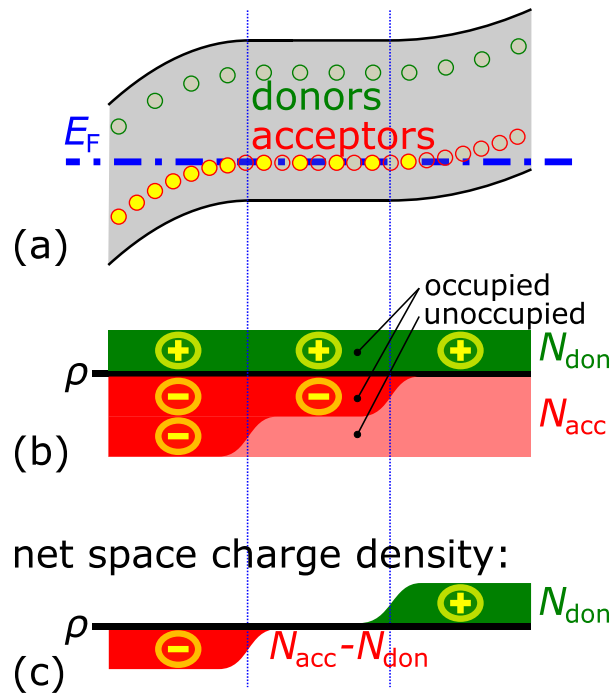 donors
E_F
acceptors
(a)
occupied
unoccupied
N_don
ρ
N_acc
(b)
net space charge density:
N_don
ρ
N_acc-N_don
(c)